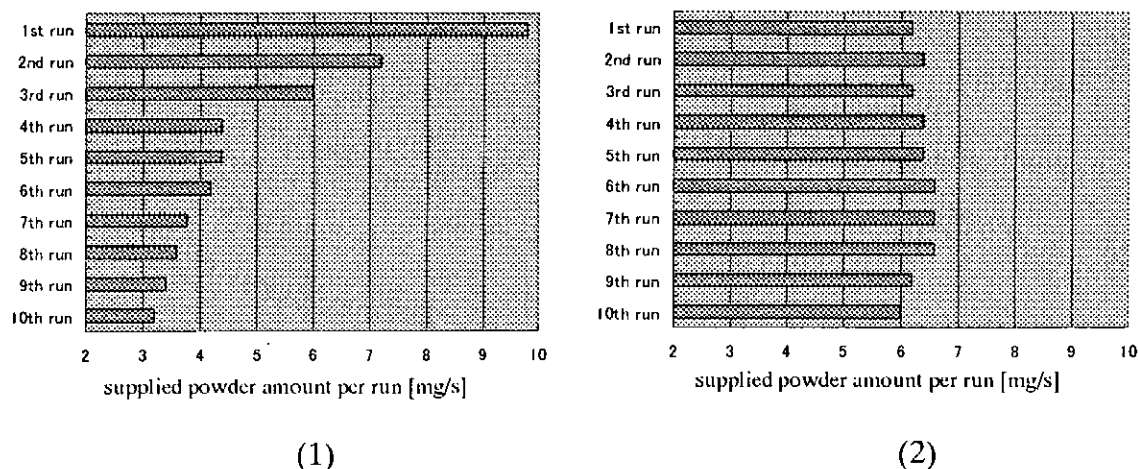 1st run
2nd run
3rd run
4th run
5th run
6th run
7th run
8th run
9th run
10th run
2 3 4 5 6 7 8 9 10
supplied powder amount per run [mg/s]
(1)
1st run
2nd run
3rd run
4th run
5th run
6th run
7th run
8th run
9th run
10th run
2 3 4 5 6 7 8 9 10
supplied powder amount per run [mg/s]
(2)